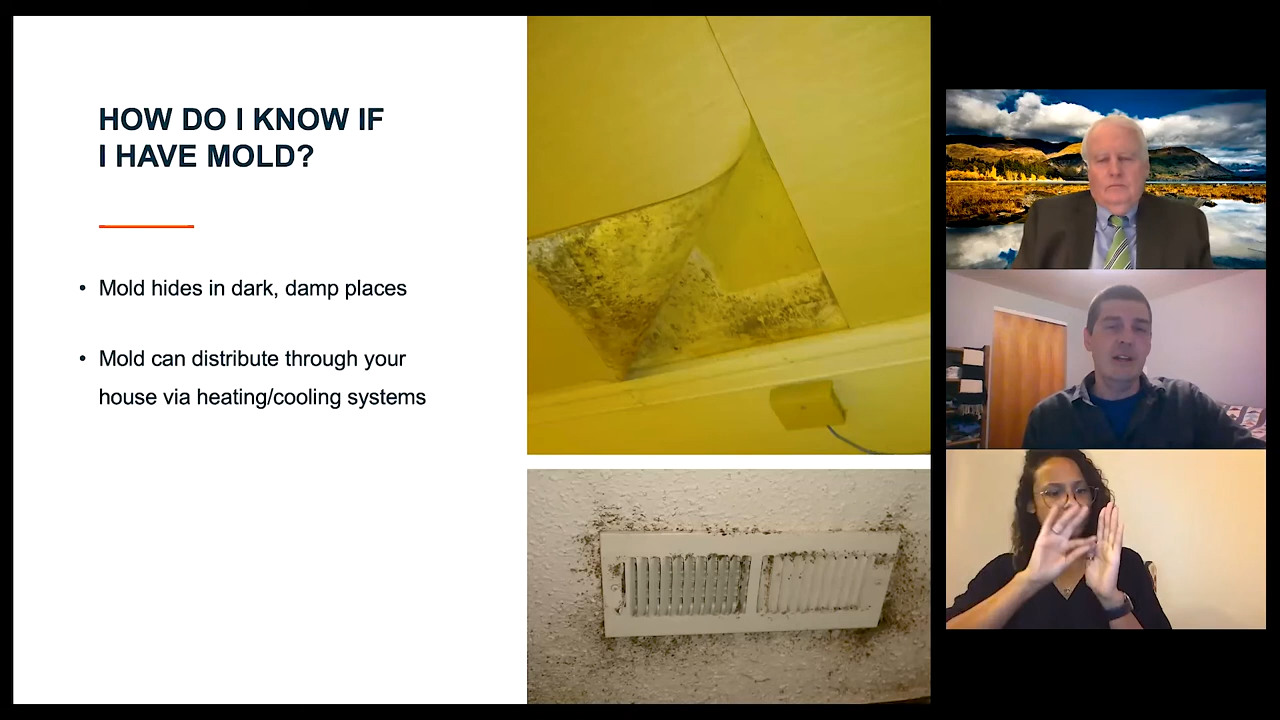 HOW DO I KNOW IF
I HAVE MOLD?
• Mold hides in dark, damp places
• Mold can distribute through your
house via heating/cooling systems